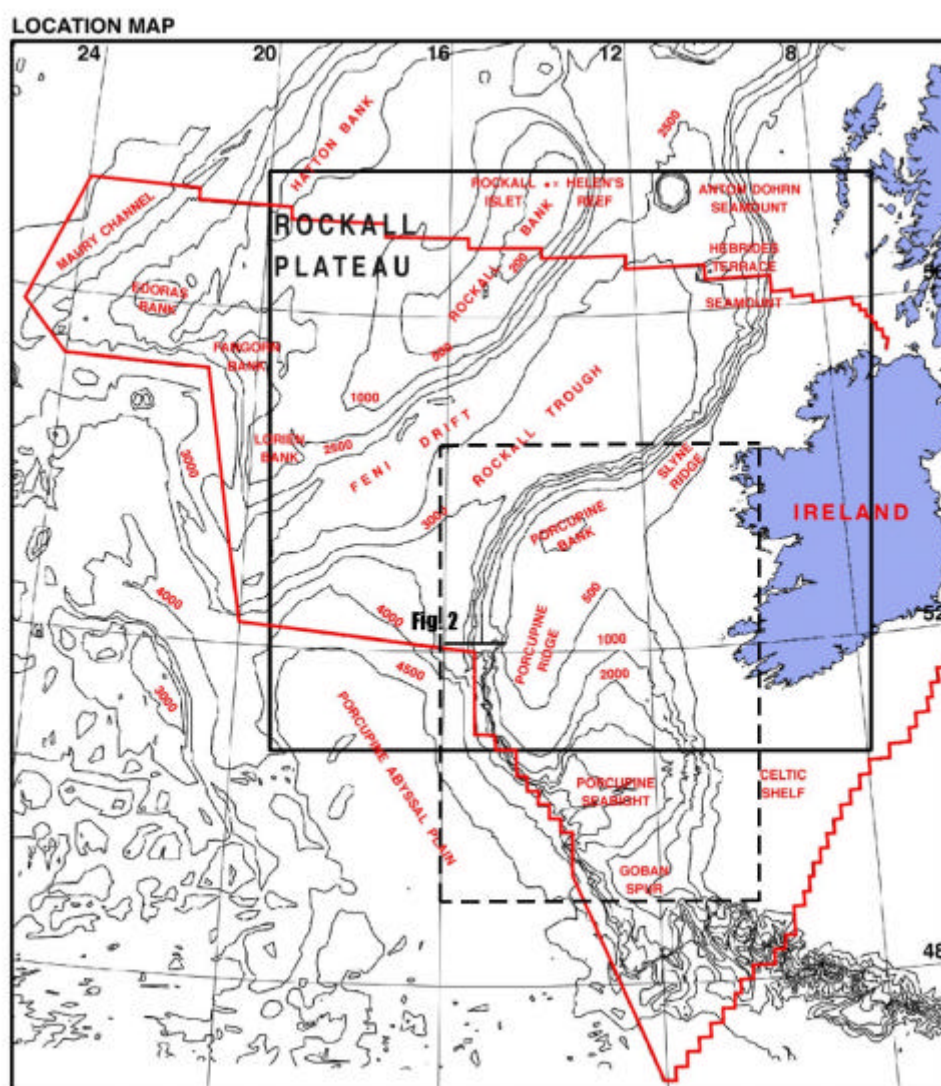 LOCATION MAP
24
20
16
12
8
HATTON BANK
2500
ROCKALL
ISLET
HELEN'S
REEF
ANTON DOHRN
SEAMOUNT
MAURY CHANNEL
ROCKALL
PLATEAU
BANK
200
ROCKALL
HEBRIDES
TERRACE
SEAMOUNT
EDORAS
BANK
FANGORN
BANK
500
1000
LORIEN
BANK
2500
FENI DRIFT
ROCKALL TROUGH
SLYNE
RIDGE
3000
3000
PORCUPINE
BANK
IRELAND
500
4000
4000
Fig. 2
52
PORCUPINE
RIDGE
1000
2000
4500
3000
PORCUPINE ABYSSAL PLAIN
PORCUPINE
SEABIGHT
CELTIC
SHELF
GOBAN
SPUR
48